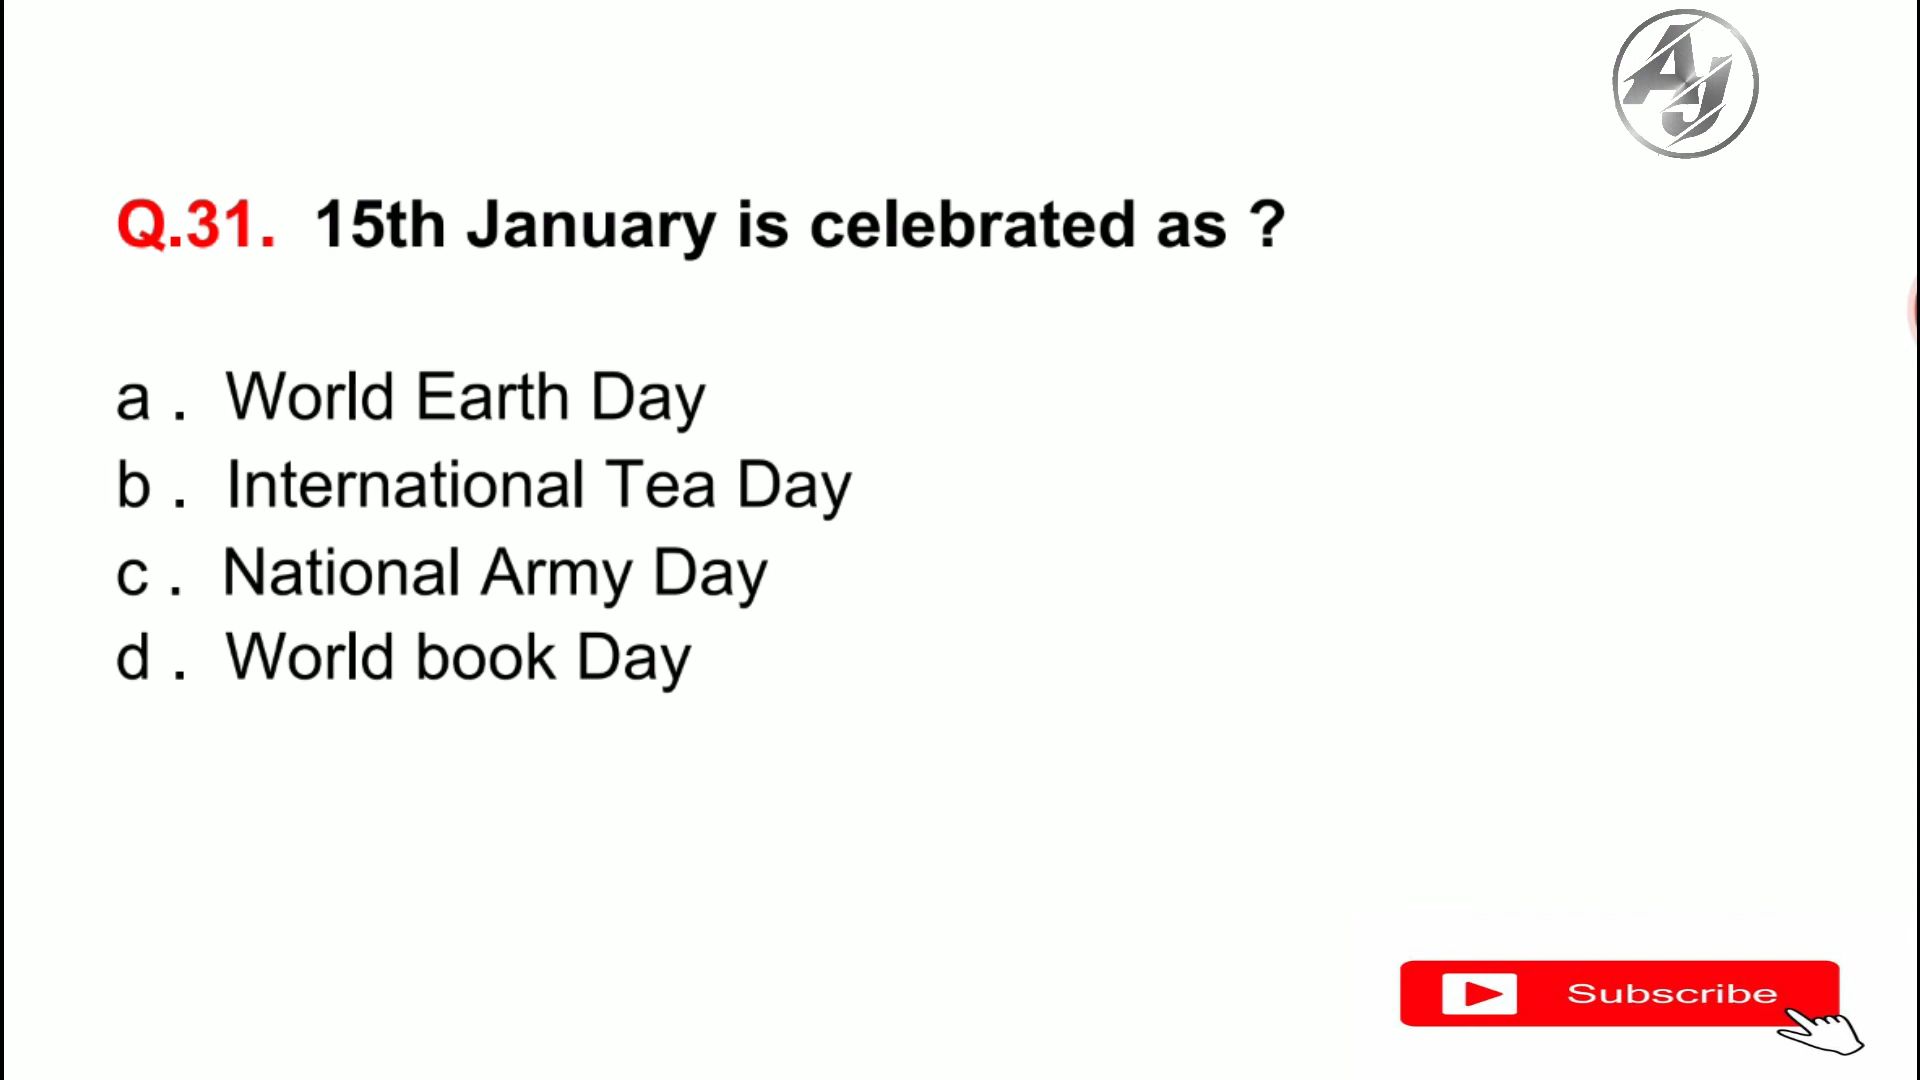 AJ
Q.31. 15th January is celebrated as ?
a . World Earth Day
b . International Tea Day
c . National Army Day
d . World book Day
Subscribe